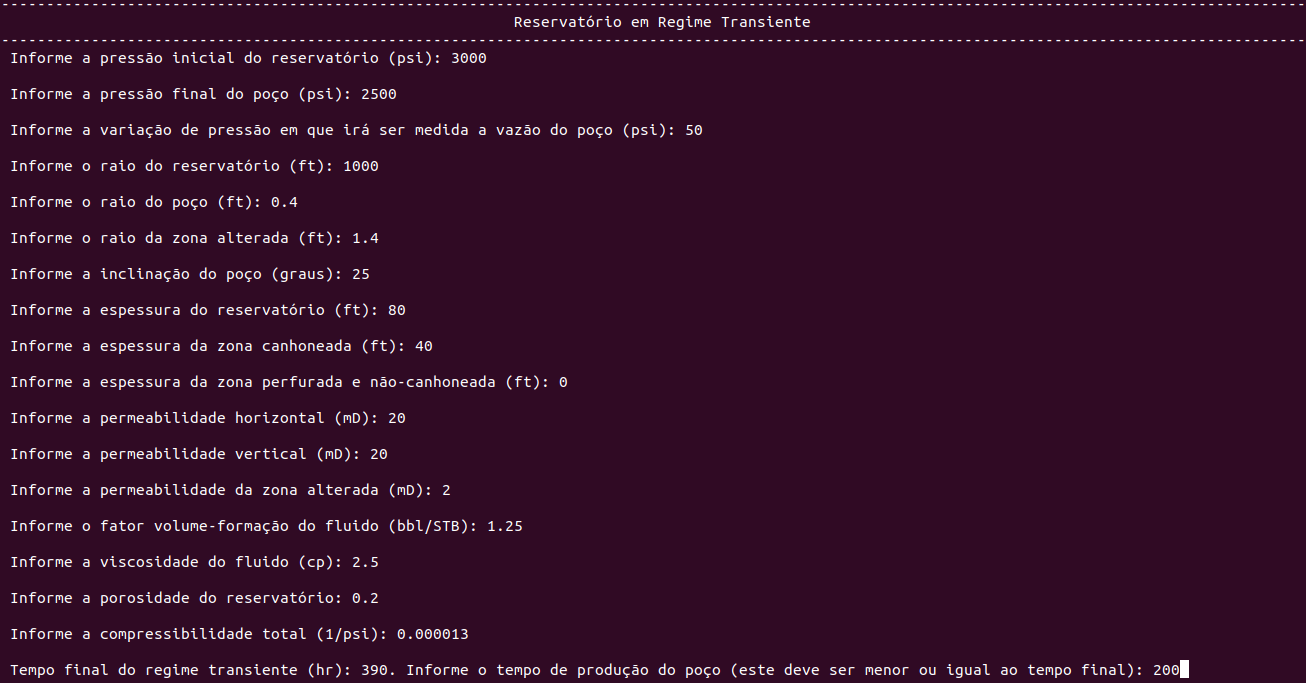 Reservatório em Regime Transiente
Informe a pressão inicial do reservatório (psi): 3000
Informe a pressão final do poço (psi): 2500
Informe a variação de pressão em que irá ser medida a vazão do poço (psi): 50
Informe o raio do reservatório (ft): 1000
Informe o raio do poço (ft): 0.4
Informe o raio da zona alterada (ft): 1.4
Informe a inclinação do poço (graus): 25
Informe a espessura do reservatório (ft): 80
Informe a espessura da zona canhoneada (ft): 40
Informe a espessura da zona perfurada e não-canhoneada (ft): 0
Informe a permeabilidade horizontal (mD): 20
Informe a permeabilidade vertical (mD): 20
Informe a permeabilidade da zona alterada (mD): 2
Informe o fator volume-formação do fluido (bbl/STB): 1.25
Informe a viscosidade do fluido (cp): 2.5
Informe a porosidade do reservatório: 0.2
Informe a compressibilidade total (1/psi): 0.000013
Tempo final do regime transiente (hr): 390. Informe o tempo de produção do poço (este deve ser menor ou igual ao tempo final): 200